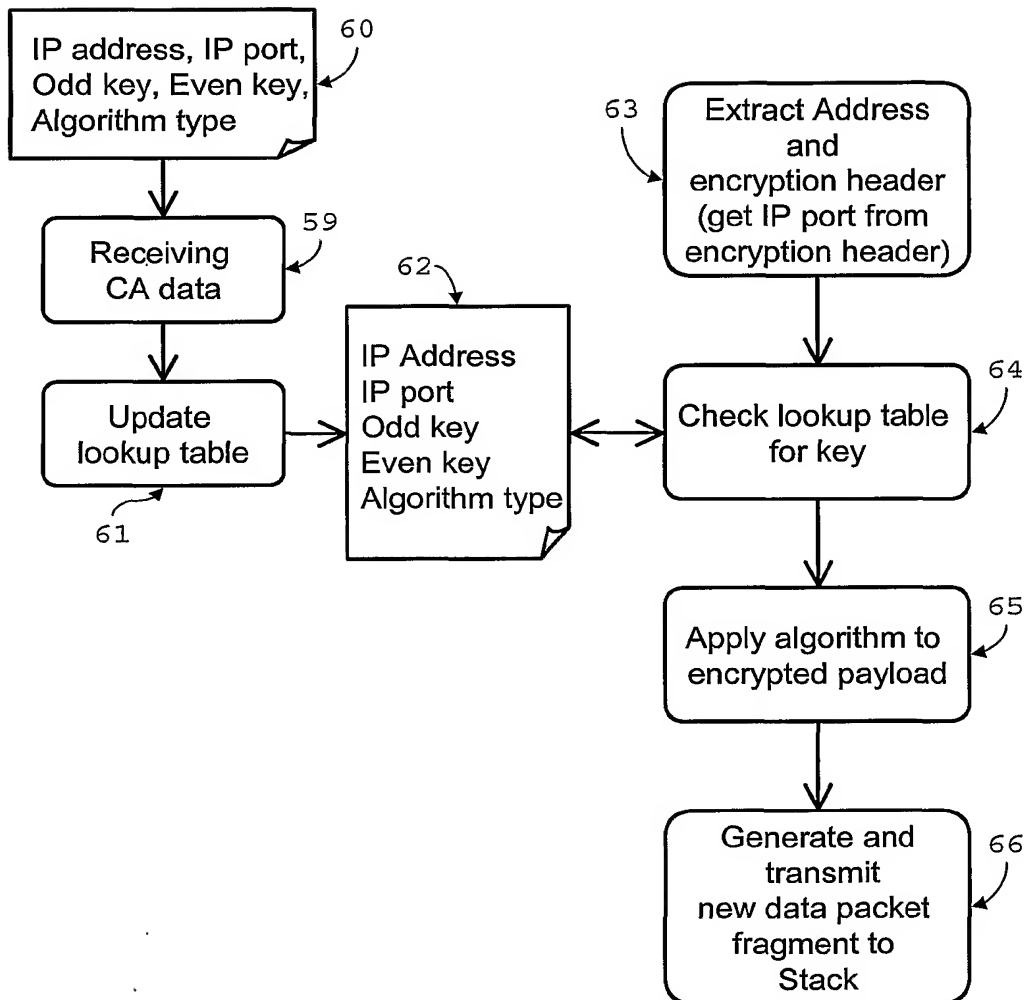 60
IP address, IP port,
Odd key, Even key,
Algorithm type
59
Receiving
CA data
61
Update
lookup table
62
IP Address
IP port
Odd key
Even key
Algorithm type
63
Extract Address
and
encryption header
(get IP port from
encryption header)
64
Check lookup table
for key
65
Apply algorithm to
encrypted payload
66
Generate and
transmit
new data packet
fragment to
Stack